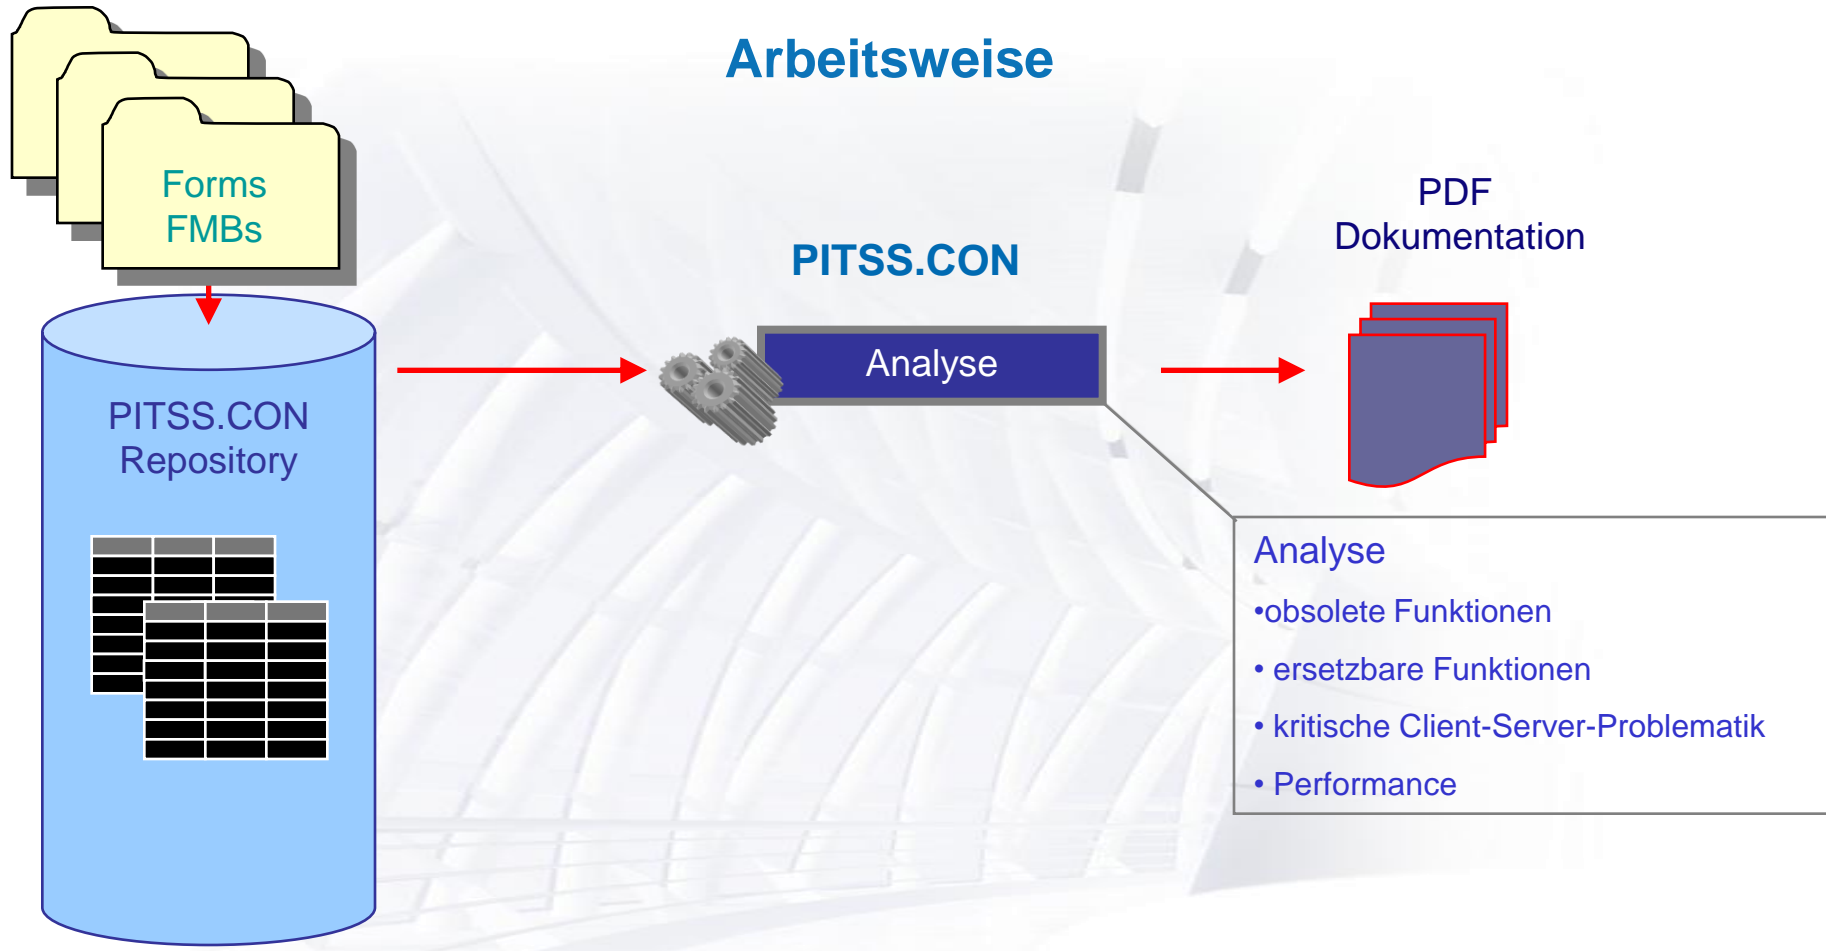 Arbeitsweise
Forms
FMBs
PITSS.CON
Repository
PITSS.CON
Analyse
PDF
Dokumentation
Analyse
•obsolete Funktionen
• ersetzbare Funktionen
• kritische Client-Server-Problematik
• Performance